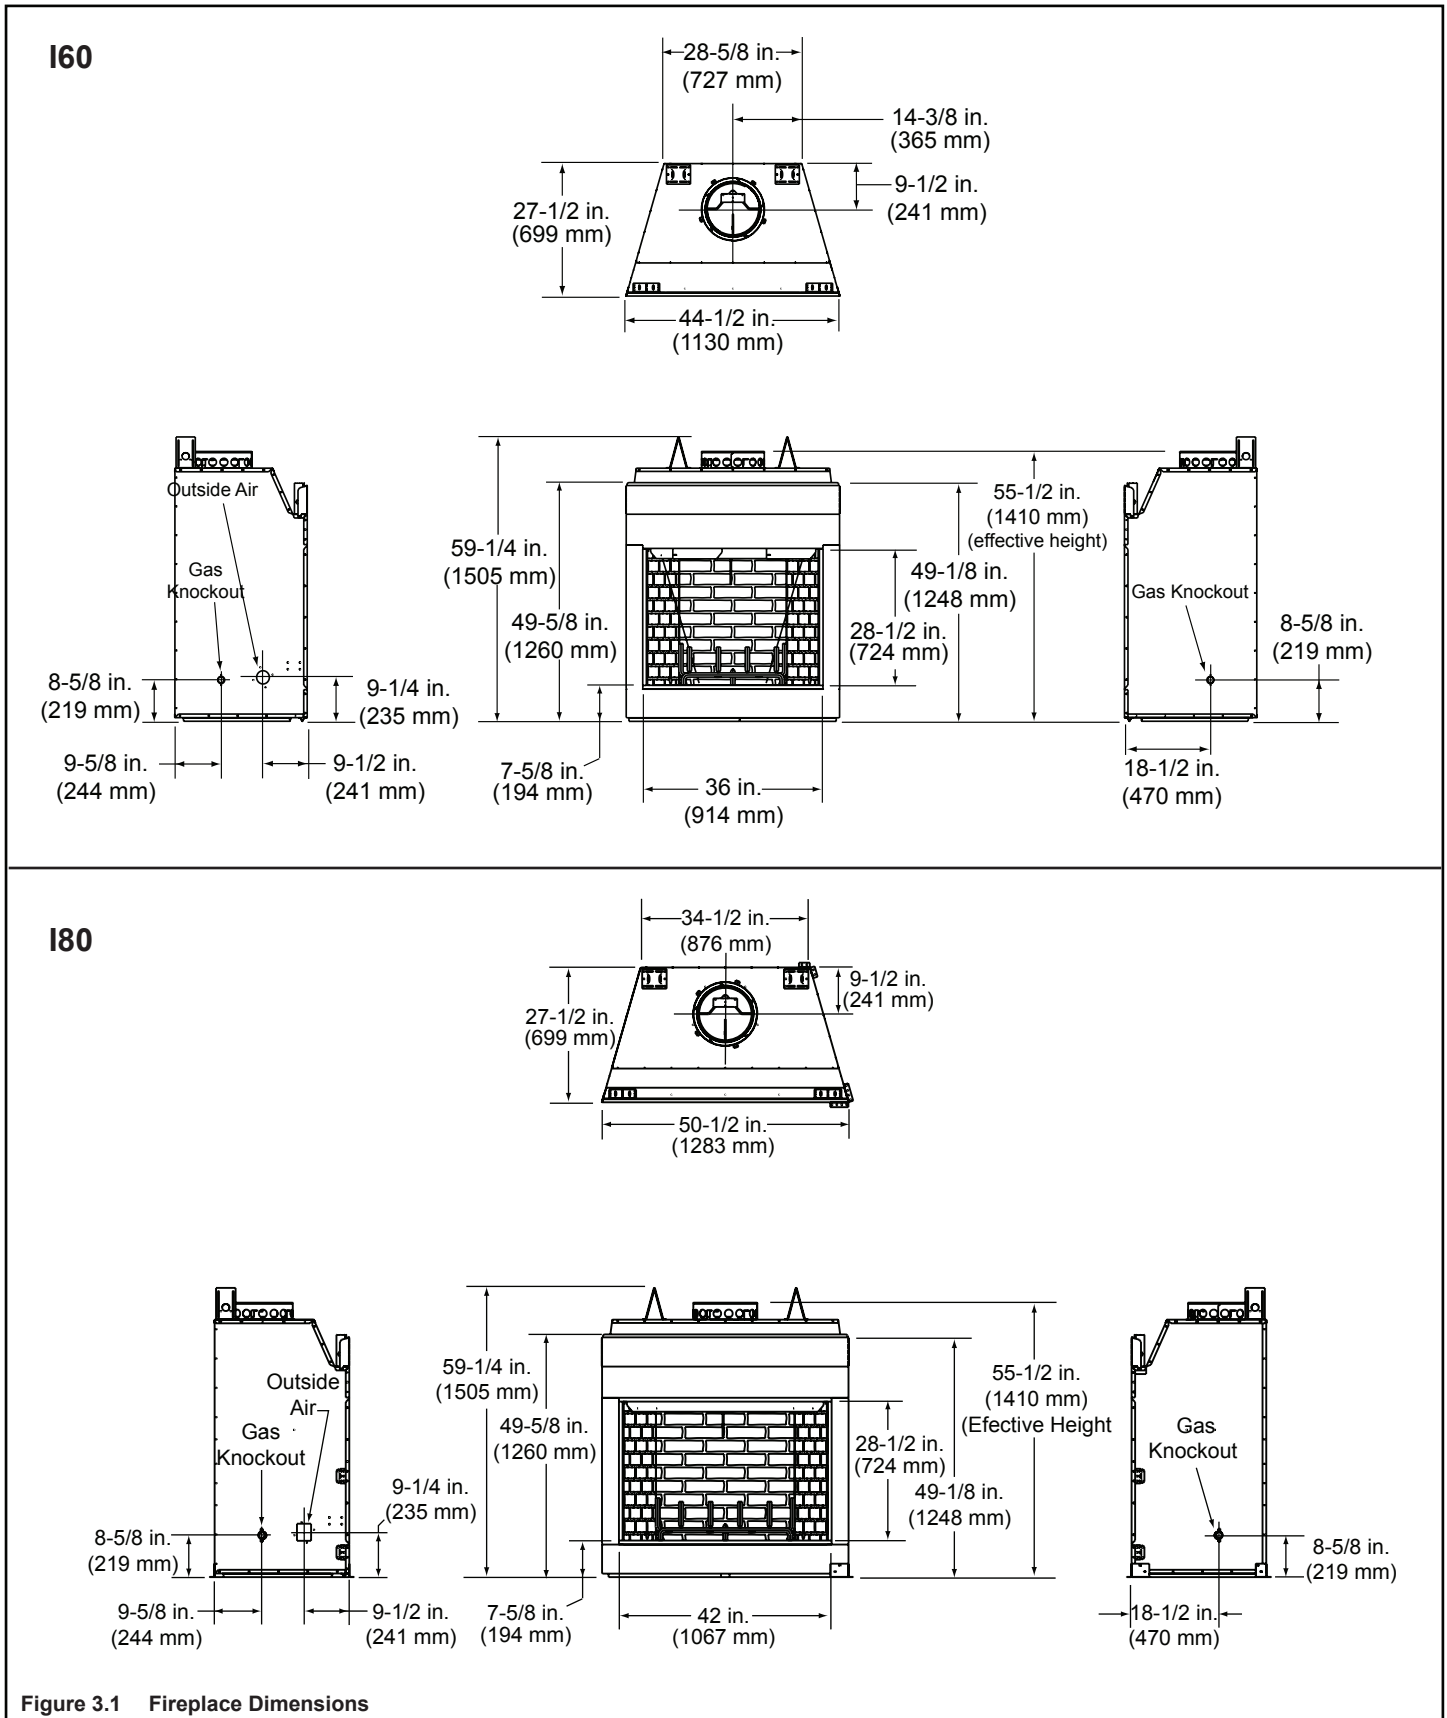 I60
28-5/8 in.
(727 mm)
14-3/8 in.
(365 mm)
9-1/2 in.
(241 mm)
27-1/2 in.
(699 mm)
44-1/2 in.
(1130 mm)
Outside Air
Gas
Knockout
8-5/8 in.
(219 mm)
9-1/4 in.
(235 mm)
9-5/8 in.
(244 mm)
9-1/2 in.
(241 mm)
59-1/4 in.
(1505 mm)
49-5/8 in.
(1260 mm)
7-5/8 in.
(194 mm)
36 in.
(914 mm)
28-1/2 in.
(724 mm)
49-1/8 in.
(1248 mm)
55-1/2 in.
(1410 mm)
(effective height)
Gas Knockout
8-5/8 in.
(219 mm)
18-1/2 in.
(470 mm)
I80
34-1/2 in.
(876 mm)
9-1/2 in.
(241 mm)
27-1/2 in.
(699 mm)
50-1/2 in.
(1283 mm)
Outside
Air
Gas
Knockout
8-5/8 in.
(219 mm)
9-1/4 in.
(235 mm)
9-5/8 in.
(244 mm)
9-1/2 in.
(241 mm)
59-1/4 in.
(1505 mm)
49-5/8 in.
(1260 mm)
7-5/8 in.
(194 mm)
42 in.
(1067 mm)
28-1/2 in.
(724 mm)
49-1/8 in.
(1248 mm)
55-1/2 in.
(1410 mm)
(Efective Height
Gas
Knockout
8-5/8 in.
(219 mm)
18-1/2 in.
(470 mm)
Figure 3.1 Fireplace Dimensions